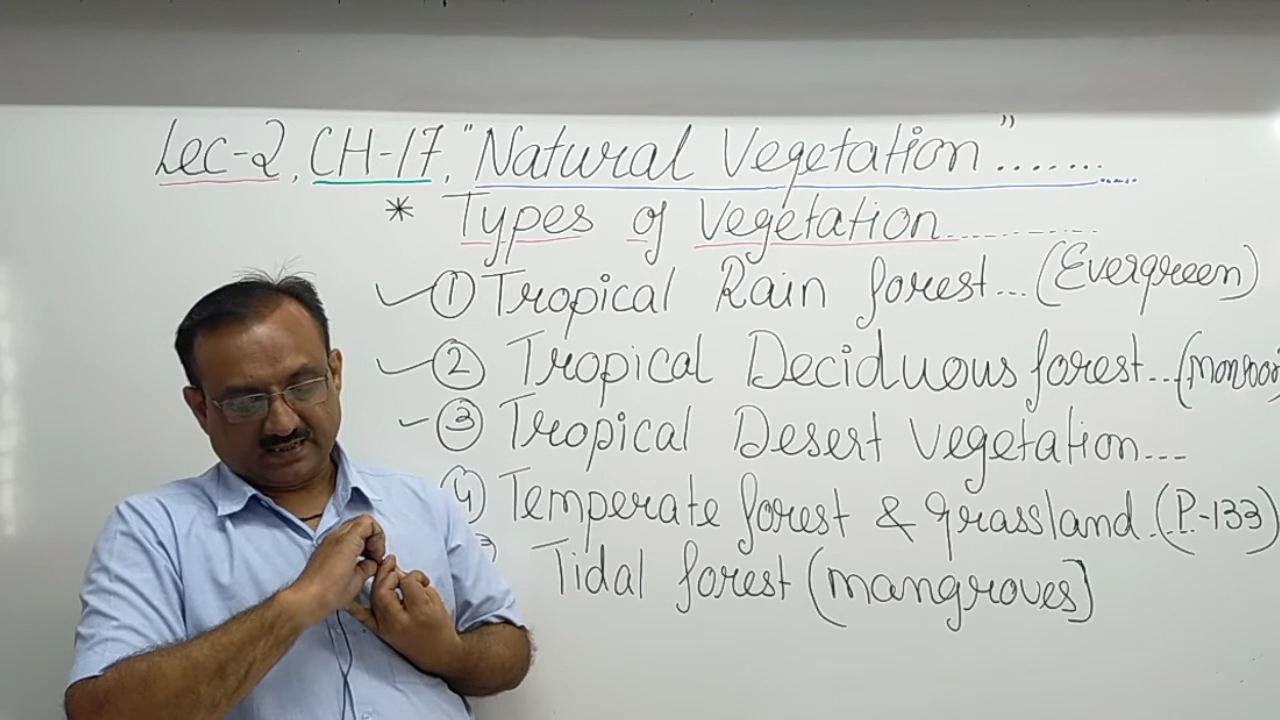 Lec-2, CH-17, "Natural Vegetation".......
* Types of Vegetation............
① Tropical Rain forest...(Evergreen)
② Tropical Deciduous forest...(monsoon
③ Tropical Desert Vegetation...
④ Temperate forest & grassland.(P.-133)
Tidal forest (mangroves]